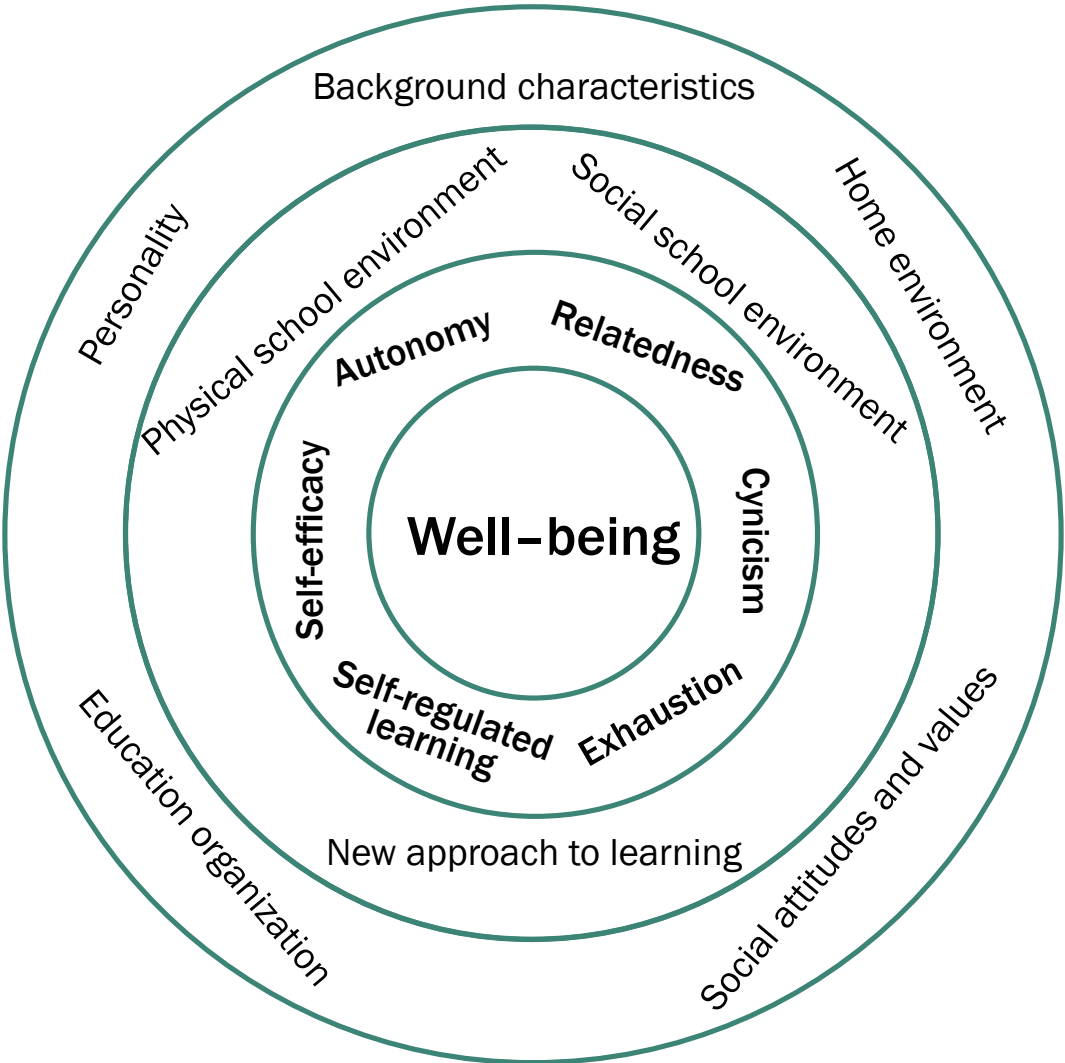 Background characteristics
Personality
Home environment
Physical school environment
Social school environment
Autonomy
Relatedness
Self-efficacy
Well–being
Cynicism
Self-regulated
learning
Exhaustion
New approach to learning
Education organization
Social attitudes and values